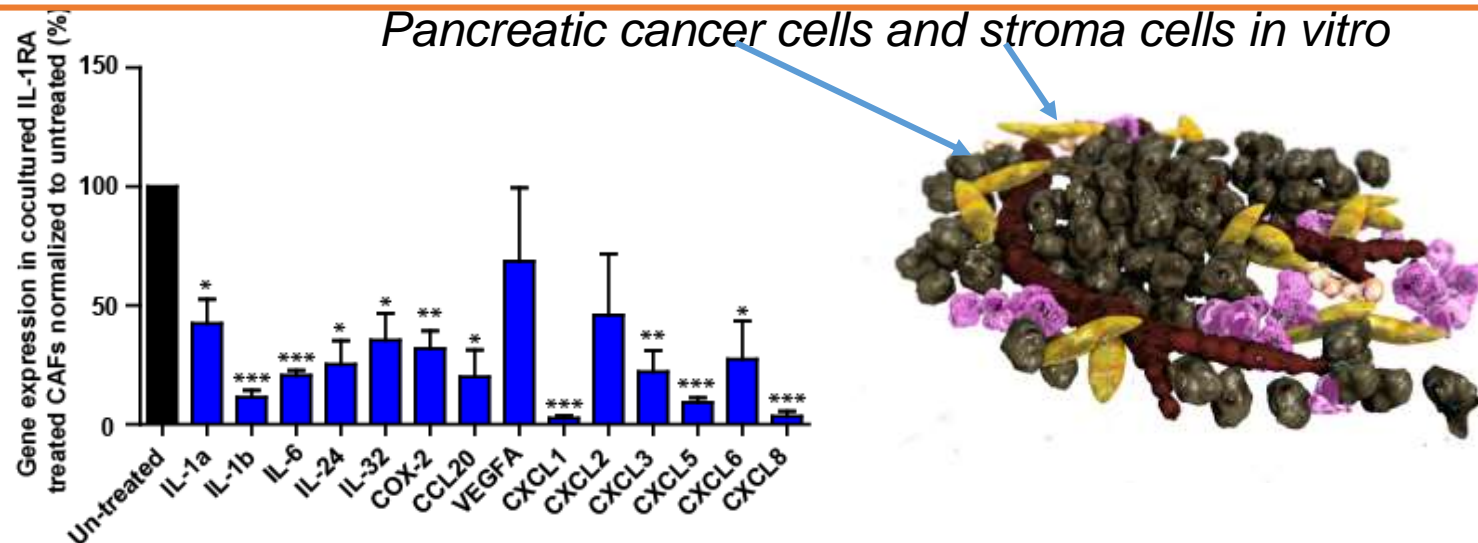 Pancreatic cancer cells and stroma cells in vitro
Gene expression in cocultured IL-1RA
treated CAFs normalized to untreated (%)
150
100
50
0
*
***
***
*
*
**
*
***
**
***
*
***
Un-treated
IL-1a
IL-1b
IL-6
IL-24
IL-32
COX-2
CCL20
VEGFA
CXCL1
CXCL2
CXCL3
CXCL5
CXCL6
CXCL8